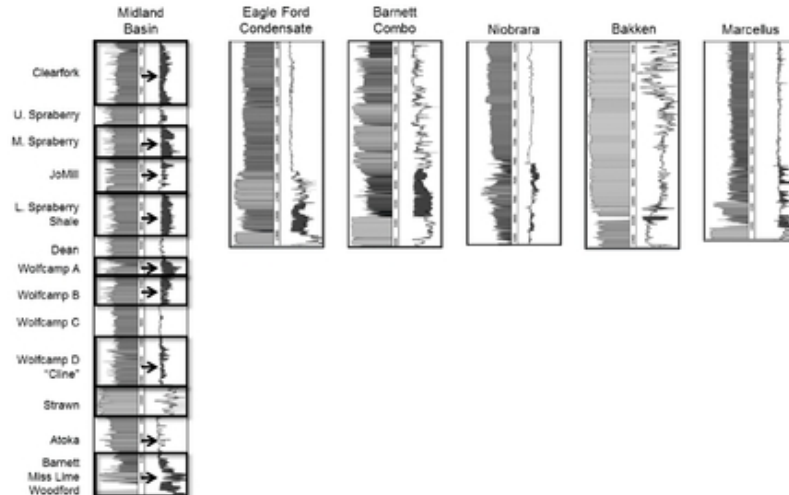 Midland
Basin
Eagle Ford
Condensate
Barnett
Combo
Niobrara
Bakken
Marcellus
Clearfork
U. Spraberry
M. Spraberry
JoMill
L. Spraberry
Shale
Dean
Wolfcamp A
Wolfcamp B
Wolfcamp C
Wolfcamp D
"Cline"
Strawn
Atoka
Barnett
Miss Lime
Woodford